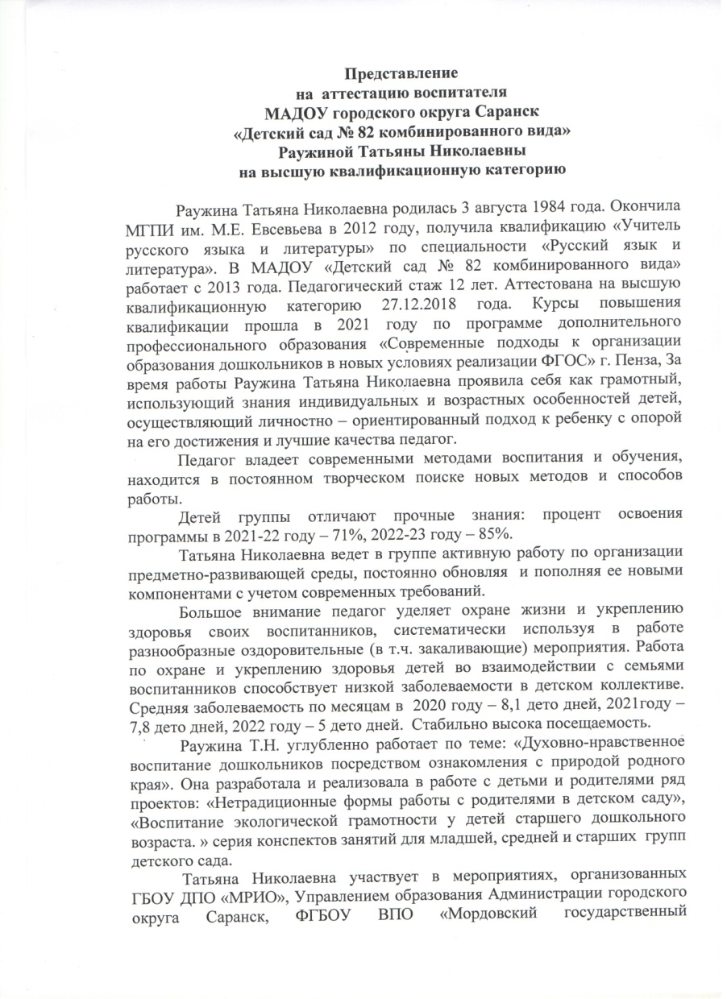 Представление
на аттестацию воспитателя
МАДОУ городского округа Саранск
«Детский сад № 82 комбинированного вида»
Раужиной Татьяны Николаевны
на высшую квалификационную категорию
Раужина Татьяна Николаевна родилась 3 августа 1984 года. Окончила
МГПИ им. М.Е. Евсевьева в 2012 году, получила квалификацию «Учитель
русского языка и литературы» по специальности «Русский язык и
литература». В МАДОУ «Детский сад № 82 комбинированного вида»
работает с 2013 года. Педагогический стаж 12 лет. Аттестована на высшую
квалификационную категорию 27.12.2018 года. Курсы повышения
квалификации прошла в 2021 году по программе дополнительного
профессионального образования «Современные подходы к организации
образования дошкольников в новых условиях реализации ФГОС» г. Пенза, За
время работы Раужина Татьяна Николаевна проявила себя как грамотный,
использующий знания индивидуальных и возрастных особенностей детей,
осуществляющий личностно – ориентированный подход к ребенку с опорой
на его достижения и лучшие качества педагог.
Педагог владеет современными методами воспитания и обучения,
находится в постоянном творческом поиске новых методов и способов
работы.
Детей группы отличают прочные знания: процент освоения
программы в 2021-22 году – 71%, 2022-23 году – 85%.
Татьяна Николаевна ведет в группе активную работу по организации
предметно-развивающей среды, постоянно обновляя и пополняя ее новыми
компонентами с учетом современных требований.
Большое внимание педагог уделяет охране жизни и укреплению
здоровья своих воспитанников, систематически используя в работе
разнообразные оздоровительные (в т.ч. закаливающие) мероприятия. Работа
по охране и укреплению здоровья детей во взаимодействии с семьями
воспитанников способствует низкой заболеваемости в детском коллективе.
Средняя заболеваемость по месяцам в 2020 году – 8,1 дето дней, 2021году –
7,8 дето дней, 2022 году – 5 дето дней. Стабильно высока посещаемость.
Раужина Т.Н. углубленно работает по теме: «Духовно-нравственное
воспитание дошкольников посредством ознакомления с природой родного
края». Она разработала и реализовала в работе с детьми и родителями ряд
проектов: «Нетрадиционные формы работы с родителями в детском саду»,
«Воспитание экологической грамотности у детей старшего дошкольного
возраста. » серия конспектов занятий для младшей, средней и старших групп
детского сада.
Татьяна Николаевна участвует в мероприятиях, организованных
ГБОУ ДПО «МРИО», Управлением образования Администрации городского
округа Саранск, ФГБОУ ВПО «Мордовский государственный